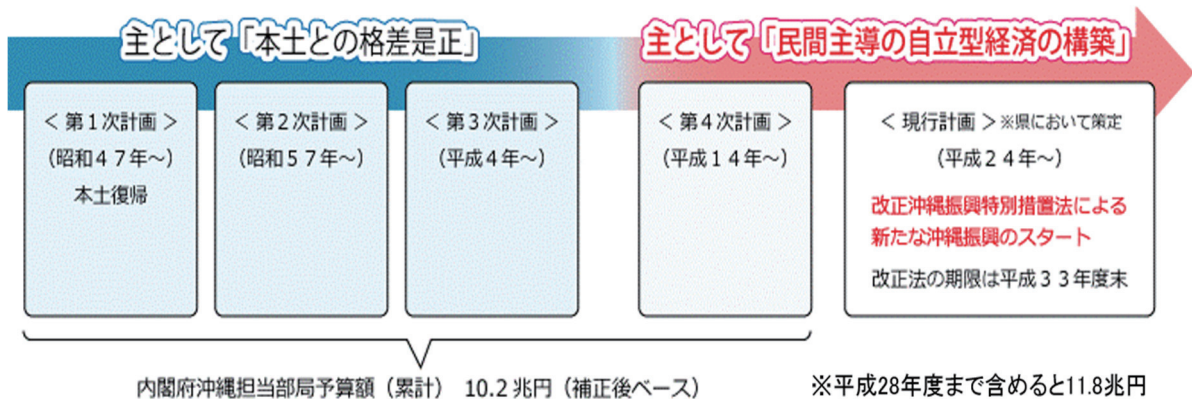 主として「本土との格差是正」
主として「民間主導の自立型経済の構築」
＜第１次計画＞
（昭和４７年～）
本土復帰
＜第２次計画＞
（昭和５７年～）
＜第３次計画＞
（平成４年～）
＜第４次計画＞
（平成１４年～）
＜現行計画＞※県において策定
（平成２４年～）
改正沖縄振興特別措置法による
新たな沖縄振興のスタート
改正法の期限は平成３３年度末
内閣府沖縄担当部局予算額（累計） 10.2兆円（補正後ベース）
※平成28年度まで含めると11.8兆円